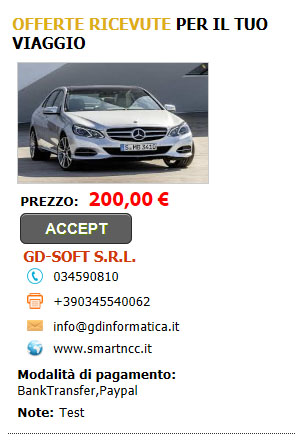 OFFERTE RICEVUTE PER IL TUO
VIAGGIO
PREZZO: 200,00 €
ACCEPT
GD-SOFT S.R.L.
034590810
+390345540062
info@gdinformatica.it
www.smartncc.it
Modalità di pagamento:
BankTransfer,Paypal
Note: Test